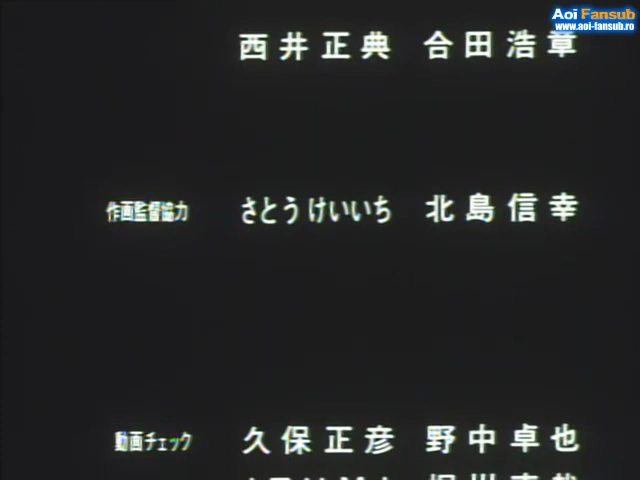 Aoi Fansub
www.aoi-fansub.ro
西井正典 合田浩章
作画監督協力 さとうけいいち 北島信幸
動画チェック 久保正彦 野中卓也